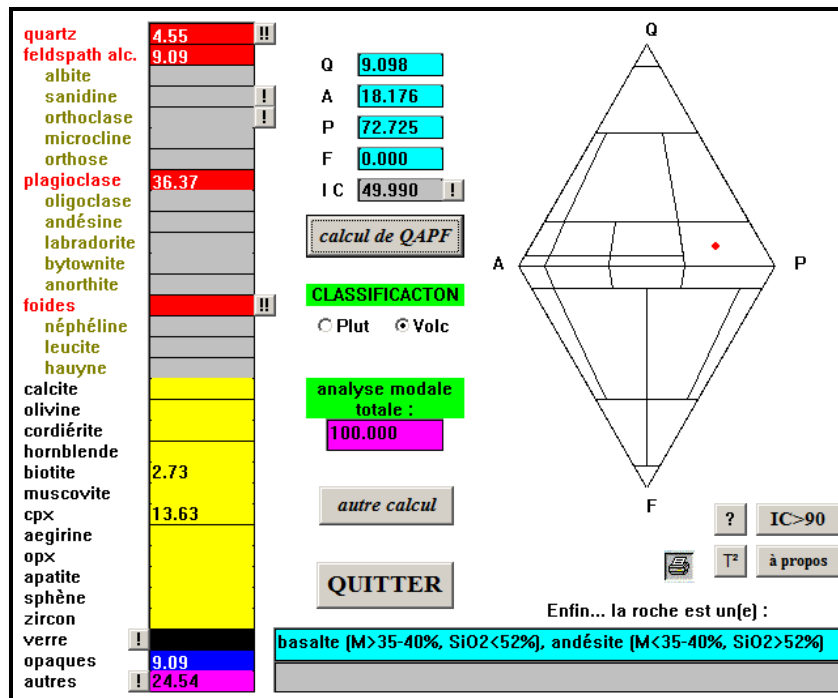 quartz 4.55 !!
feldspath alc. 9.09
albite
sanidine !
orthoclase !
microcline
orthose
plagioclase 36.37
oligoclase
andésine
labradorite
bytownite
anorthite
foides !!
néphéline
leucite
hauyne
calcite
olivine
cordiérite
hornblende
biotite 2.73
muscovite
cpx 13.63
aegirine
opx
apatite
sphène
zircon
verre !
opaques 9.09
autres ! 24.54
Q 9.098
A 18.176
P 72.725
F 0.000
I C 49.990 !
calcul de QAPF
CLASSIFICACTON
Plut Volc
analyse modale
totale :
100.000
autre calcul
QUITTER
Q
A P
F
? IC>90
T² à propos
Enfin... la roche est un(e) :
basalte (M>35-40%, SiO2<52%), andésite (M<35-40%, SiO2>52%)